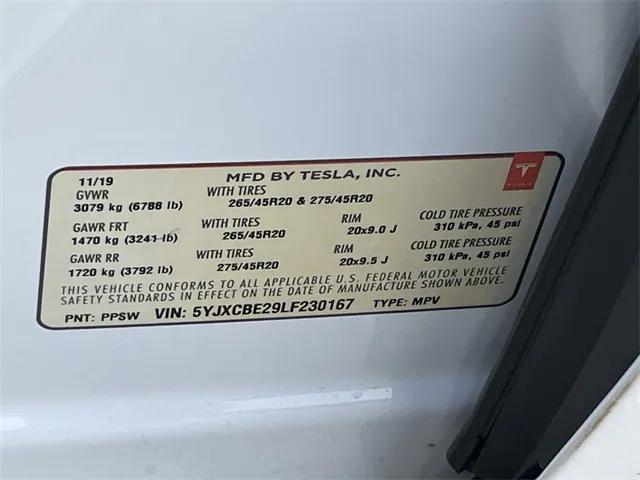 11/19
MFD BY TESLA, INC.
TESLA
GVWR
3079 kg (6788 lb)
WITH TIRES
265/45R20 & 275/45R20
GAWR FRT
1470 kg (3241 lb)
WITH TIRES
265/45R20
RIM
20x9.0 J
COLD TIRE PRESSURE
310 kPa, 45 psi
GAWR RR
1720 kg (3792 lb)
WITH TIRES
275/45R20
RIM
20x9.5 J
COLD TIRE PRESSURE
310 kPa, 45 psi
THIS VEHICLE CONFORMS TO ALL APPLICABLE U.S. FEDERAL MOTOR VEHICLE
SAFETY STANDARDS IN EFFECT ON THE DATE OF MANUFACTURE SHOWN ABOVE.
PNT: PPSW VIN: 5YJXCBE29LF230167 TYPE: MPV